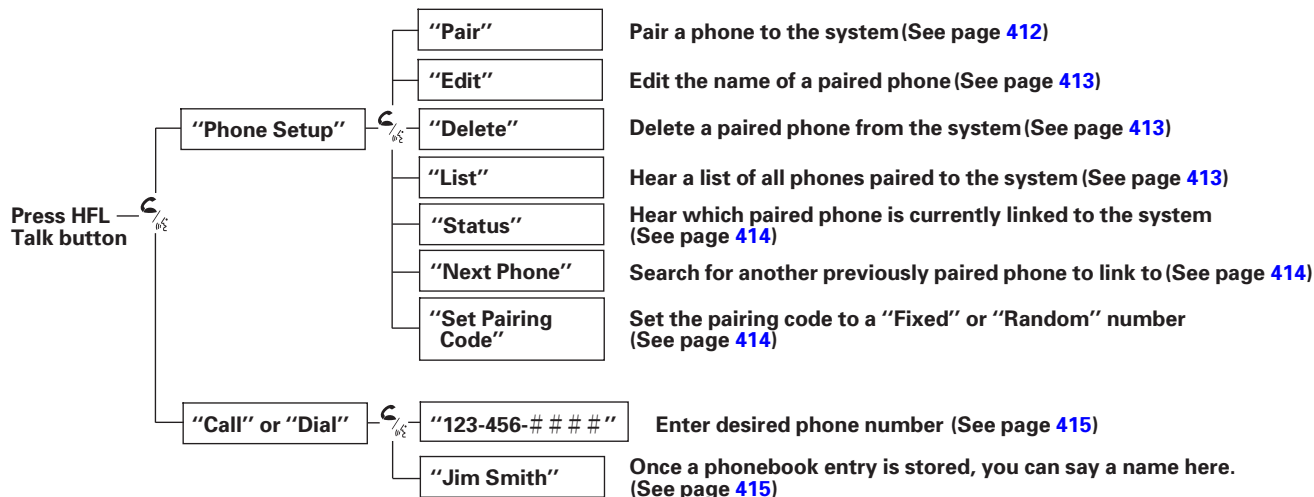 "Pair" Pair a phone to the system (See page 412)
"Edit" Edit the name of a paired phone (See page 413)
"Phone Setup" "Delete" Delete a paired phone from the system (See page 413)
"List" Hear a list of all phones paired to the system (See page 413)
Press HFL
Talk button
"Status" Hear which paired phone is currently linked to the system
(See page 414)
"Next Phone" Search for another previously paired phone to link to (See page 414)
"Set Pairing
Code"
Set the pairing code to a "Fixed" or "Random" number
(See page 414)
"Call" or "Dial" "123-456-####" Enter desired phone number (See page 415)
"Jim Smith" Once a phonebook entry is stored, you can say a name here.
(See page 415)